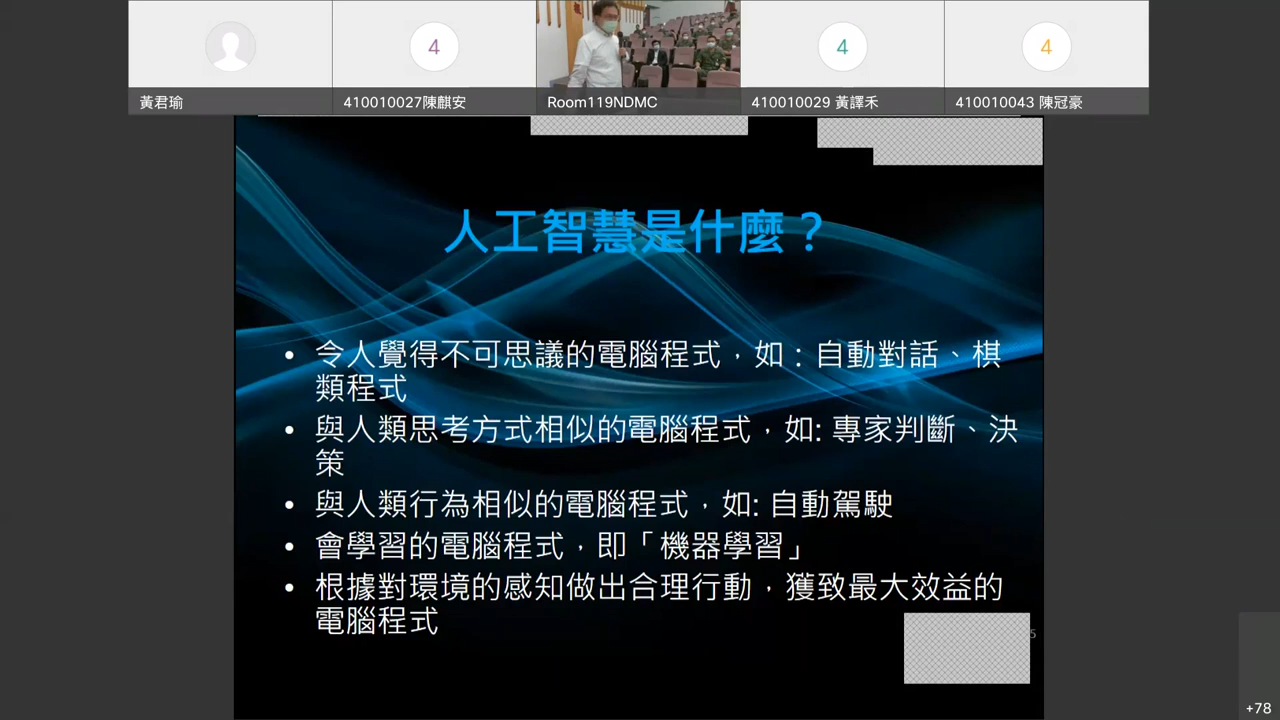 4
4
4
黃君瑜
410010027陳麒安
Room119NDMC
410010029 黃譯禾
410010043 陳冠豪
人工智慧是什麼？
• 令人覺得不可思議的電腦程式，如：自動對話、棋
類程式
• 與人類思考方式相似的電腦程式，如: 專家判斷、決
策
• 與人類行為相似的電腦程式，如: 自動駕駛
• 會學習的電腦程式，即「機器學習」
• 根據對環境的感知做出合理行動，獲致最大效益的
電腦程式
5
+78